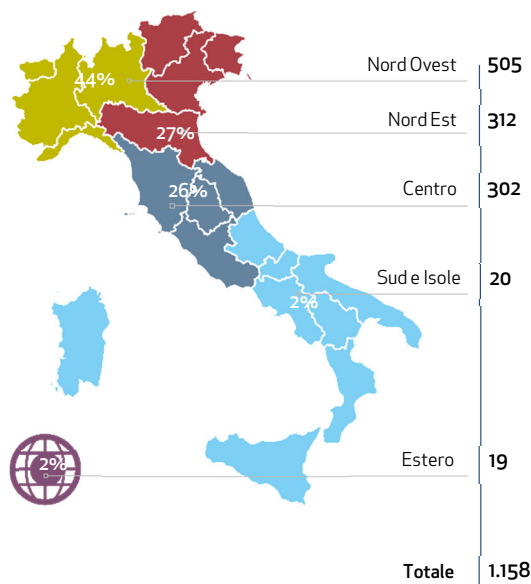 44%
Nord Ovest 505
27%
Nord Est 312
26%
Centro 302
2%
Sud e Isole 20
2%
Estero 19
Totale 1.158